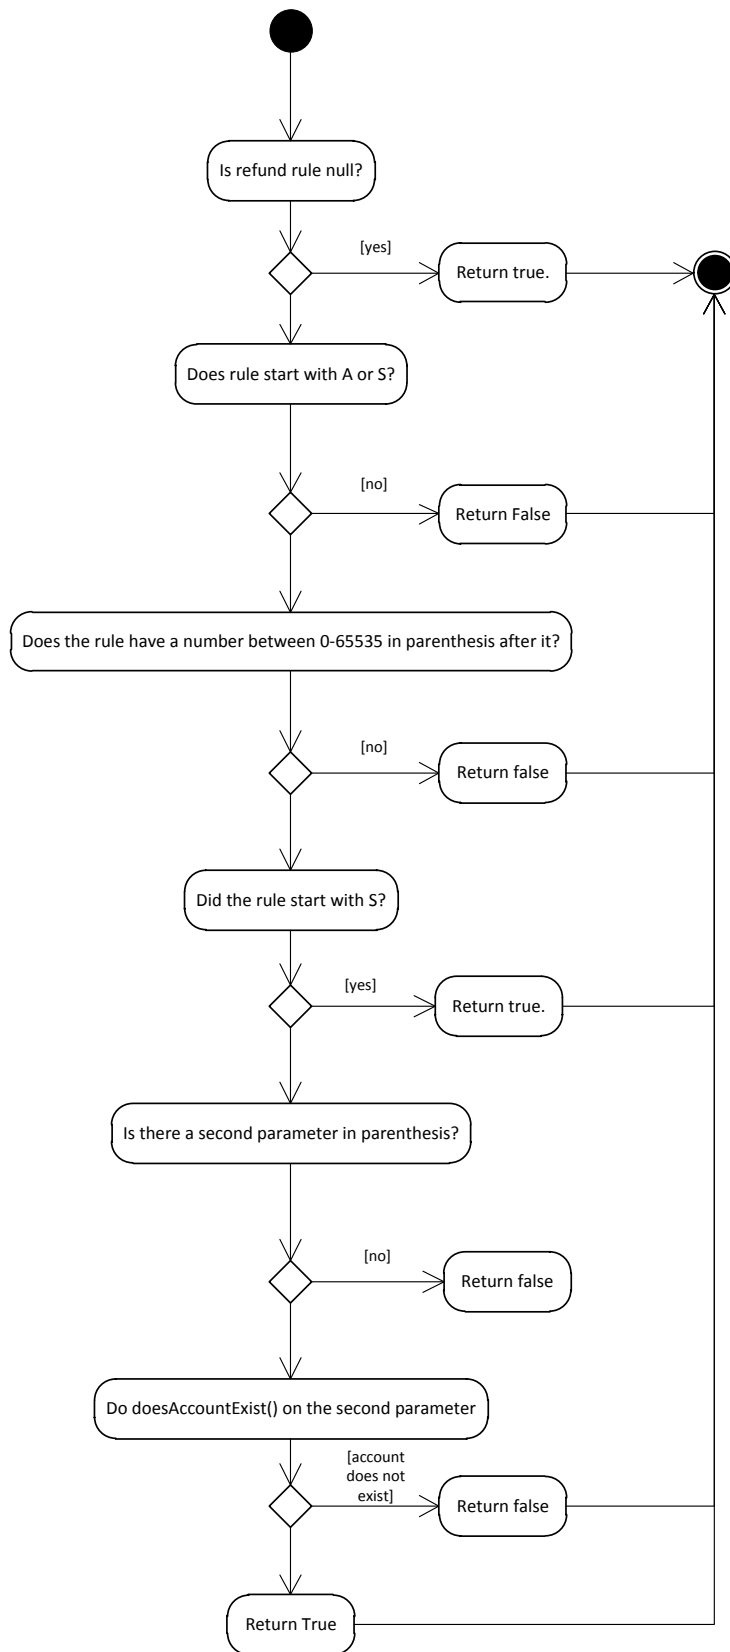 Is refund rule null?
[yes]
Return true.
Does rule start with A or S?
[no]
Return False
Does the rule have a number between 0-65535 in parenthesis after it?
[no]
Return false
Did the rule start with S?
[yes]
Return true.
Is there a second parameter in parenthesis?
[no]
Return false
Do doesAccountExist() on the second parameter
[account
does not
exist]
Return false
Return True